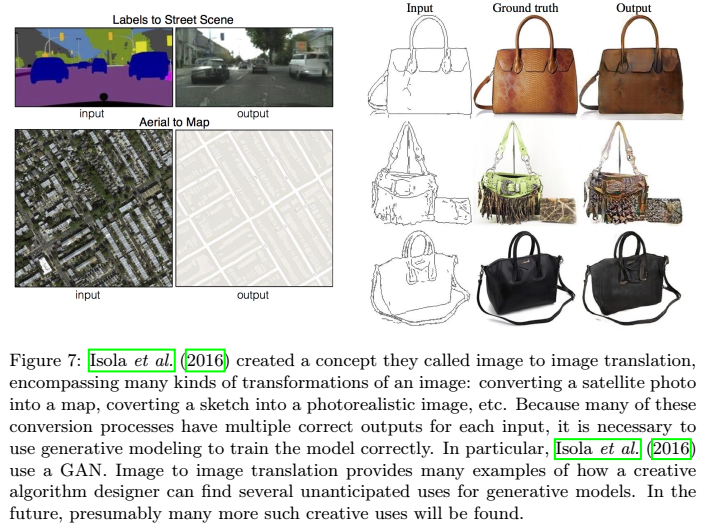 Labels to Street Scene
input
output
Aerial to Map
input
output
Input
Ground truth
Output
Figure 7: Isola et al. (2016) created a concept they called image to image translation,
encompassing many kinds of transformations of an image: converting a satellite photo
into a map, coverting a sketch into a photorealistic image, etc. Because many of these
conversion processes have multiple correct outputs for each input, it is necessary to
use generative modeling to train the model correctly. In particular, Isola et al. (2016)
use a GAN. Image to image translation provides many examples of how a creative
algorithm designer can find several unanticipated uses for generative models. In the
future, presumably many more such creative uses will be found.